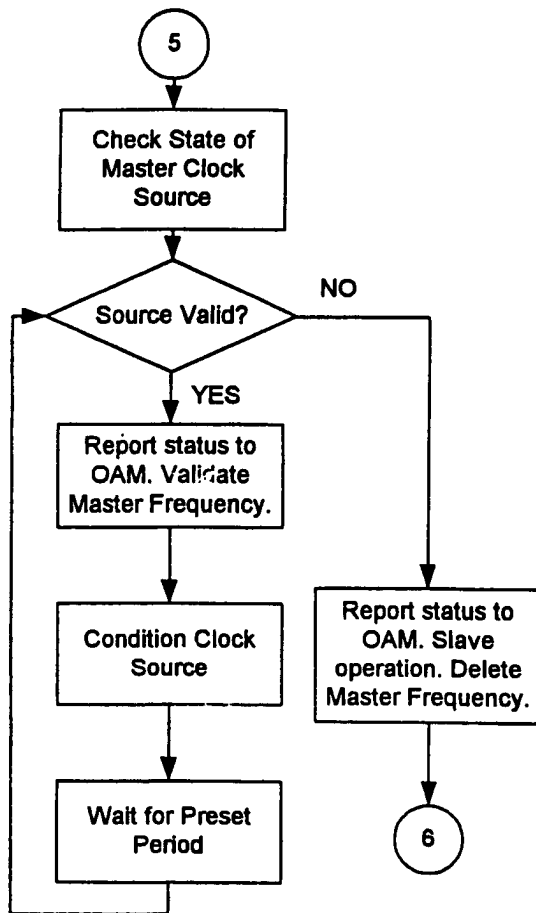 5
Check State of
Master Clock
Source
Source Valid?
NO
YES
Report status to
OAM. Validate
Master Frequency.
Condition Clock
Source
Wait for Preset
Period
Report status to
OAM. Slave
operation. Delete
Master Frequency.
6